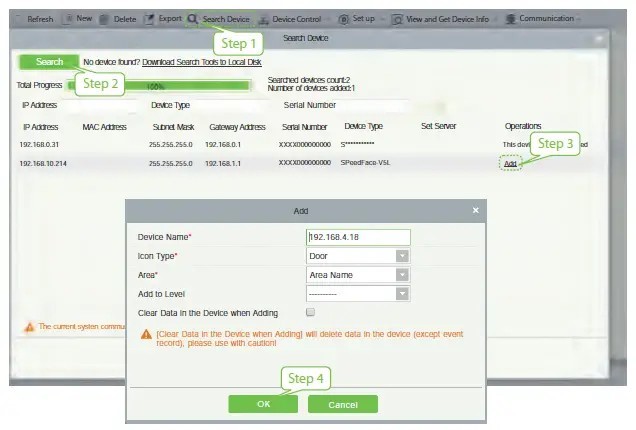 Refresh New Delete Export Search Device Device Control Set up View and Get Device Info Communication
Step 1
Search Device
Search No device found? Download Search Tools to Local Disk
Step 2
Total Progress 100% Searched devices count:2
Number of devices added:1
IP Address Device Type Serial Number
IP Address MAC Address Subnet Mask Gateway Address Serial Number Device Type Set Server Operations
192.168.0.31 255.255.255.0 192.168.0.1 XXXX000000000 S*********** This
Step 3
192.168.10.214 255.255.255.0 192.168.1.1 XXXX000000000 SPeedFace-V5L Add
Add ×
Device Name* 192.168.4.18
Icon Type* Door
Area* Area Name
Add to Level ----------
Clear Data in the Device when Adding
[Clear Data in the Device when Adding] will delete data in the device (except event
record), please use with caution!
The current system
Step 4
OK Cancel